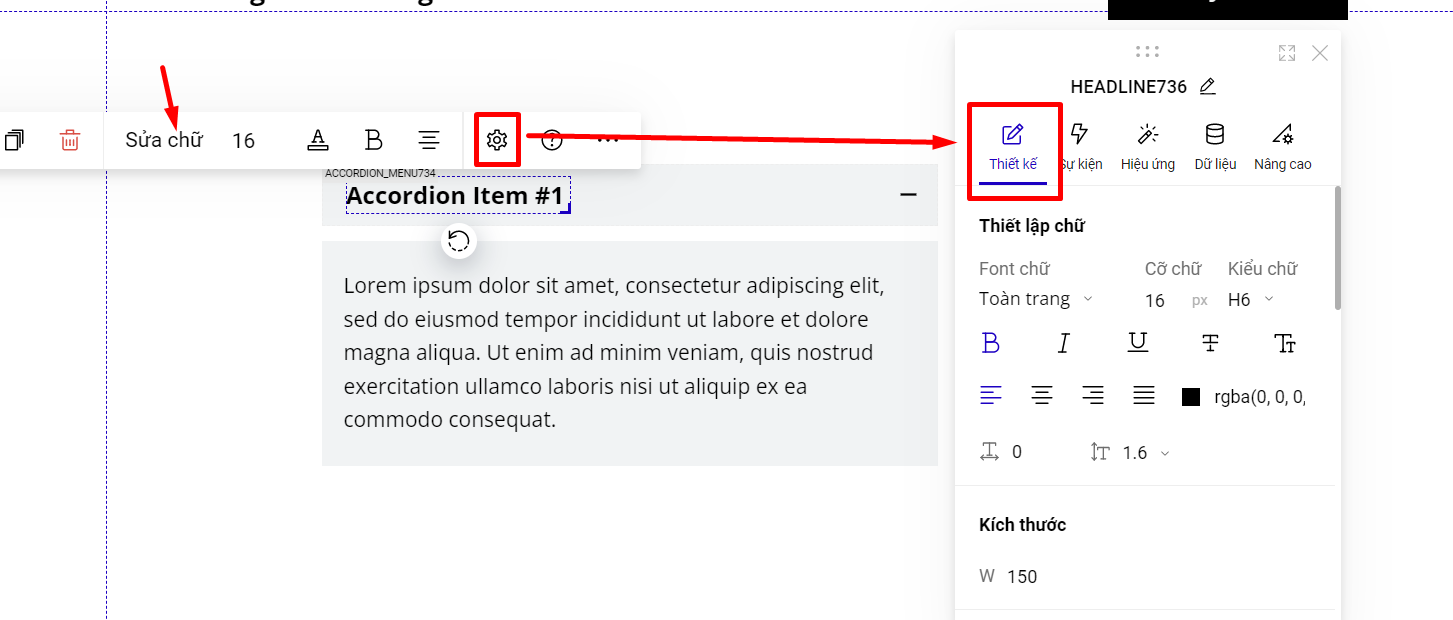 HEADLINE736
Sửa chữ 16
Thiết kế Sự kiện Hiệu ứng Dữ liệu Nâng cao
ACCORDION_MENU734
Accordion Item #1
Thiết lập chữ
Font chữ Cỡ chữ Kiểu chữ
Toàn trang 16 px H6
Lorem ipsum dolor sit amet, consectetur adipiscing elit,
sed do eiusmod tempor incididunt ut labore et dolore
magna aliqua. Ut enim ad minim veniam, quis nostrud
exercitation ullamco laboris nisi ut aliquip ex ea
commodo consequat.
rgba(0, 0, 0,
0 1.6
Kích thước
W 150